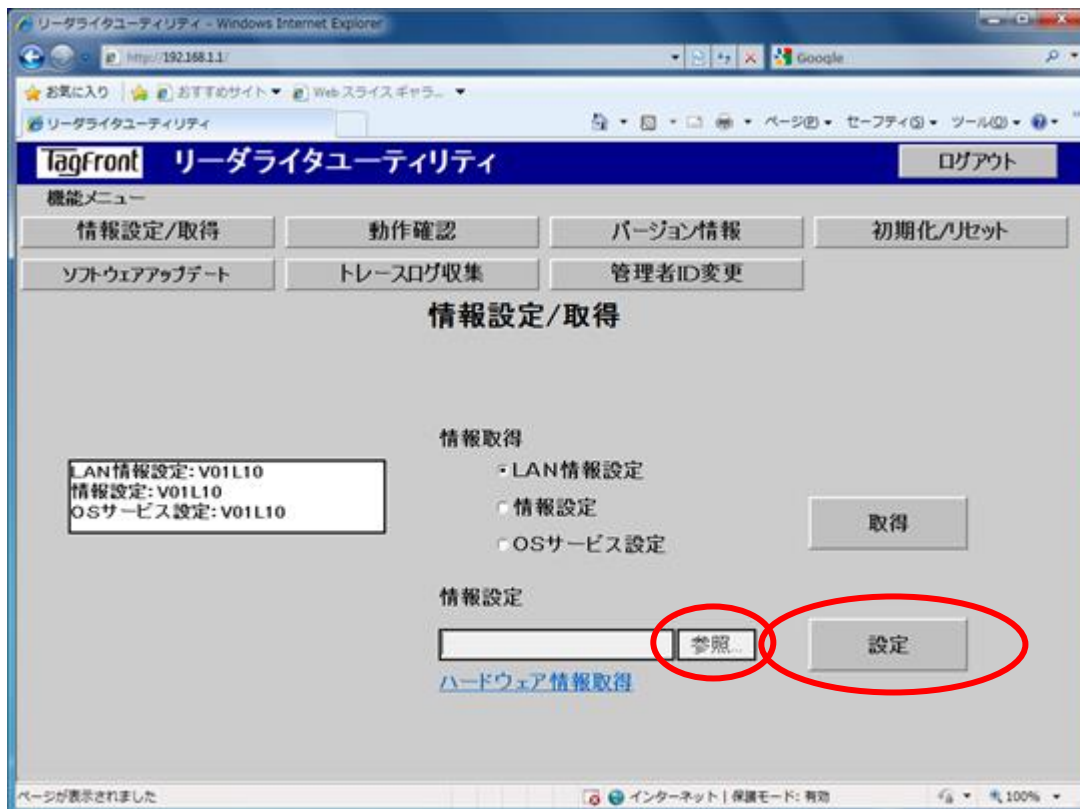 リーダライタユーティリティ - Windows Internet Explorer
http://192.168.1.1/
Google
お気に入り おすすめサイト Web スライス ギャラ...
リーダライタユーティリティ
ページ(P) セーフティ(S) ツール(O)
TagFront リーダライタユーティリティ ログアウト
機能メニュー
情報設定/取得 動作確認 バージョン情報 初期化/リセット
ソフトウェアアップデート トレースログ収集 管理者ID変更
情報設定/取得
情報取得
LAN情報設定: V01L10
情報設定: V01L10
OSサービス設定: V01L10
LAN情報設定
情報設定
OSサービス設定
取得
情報設定
参照...
設定
ハードウェア情報取得
ページが表示されました
インターネット | 保護モード: 有効
100%